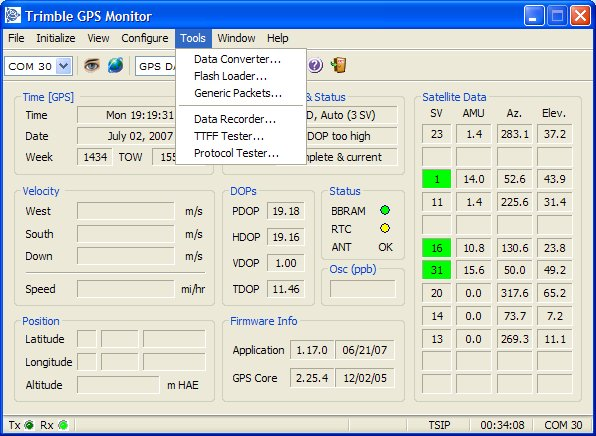 Trimble GPS Monitor
File Initialize View Configure Tools Window Help
COM 30 GPS DA
Data Converter...
Flash Loader...
Generic Packets...
Data Recorder...
TTFF Tester...
Protocol Tester...
Time [GPS] & Status Satellite Data
SV AMU Az. Elev.
Time Mon 19:19:31 D, Auto (3 SV) 23 1.4 283.1 37.2
Date July 02, 2007 DOP too high
Week 1434 TOW 155 plete & current 1 14.0 52.6 43.9
Velocity DOPs Status 11 1.4 225.6 31.4
West m/s PDOP 19.18 BBRAM
South m/s HDOP 19.16 RTC 16 10.8 130.6 23.8
Down m/s VDOP 1.00 ANT OK 31 15.6 50.0 49.2
Osc (ppb)
Speed mi/hr TDOP 11.46 20 0.0 317.6 65.2
14 0.0 73.7 7.2
Position Firmware Info 13 0.0 269.3 11.1
Latitude
Application 1.17.0 06/21/07
Longitude
GPS Core 2.25.4 12/02/05
Altitude m HAE
Tx Rx TSIP 00:34:08 COM 30